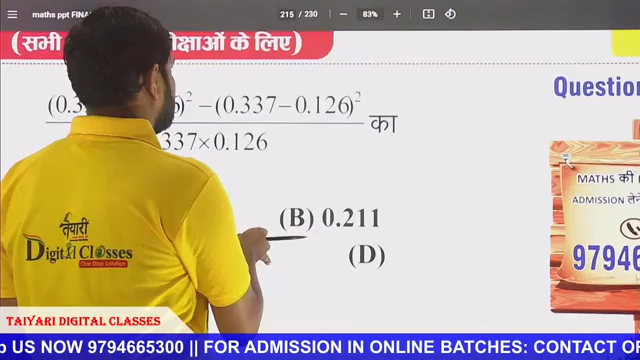 maths ppt FINA
215 / 230
83%
(सभी
के लिए)
Question
(0.3
)² −(0.337−0.126)²
337×0.126
का
(B) 0.211
(D)
MATHS की
ADMISSION लेने
97946
तैयारी
Digital Classes
One Stop Solution
TAIYARI DIGITAL CLASSES
US NOW 9794665300 || FOR ADMISSION IN ONLINE BATCHES: CONTACT OF